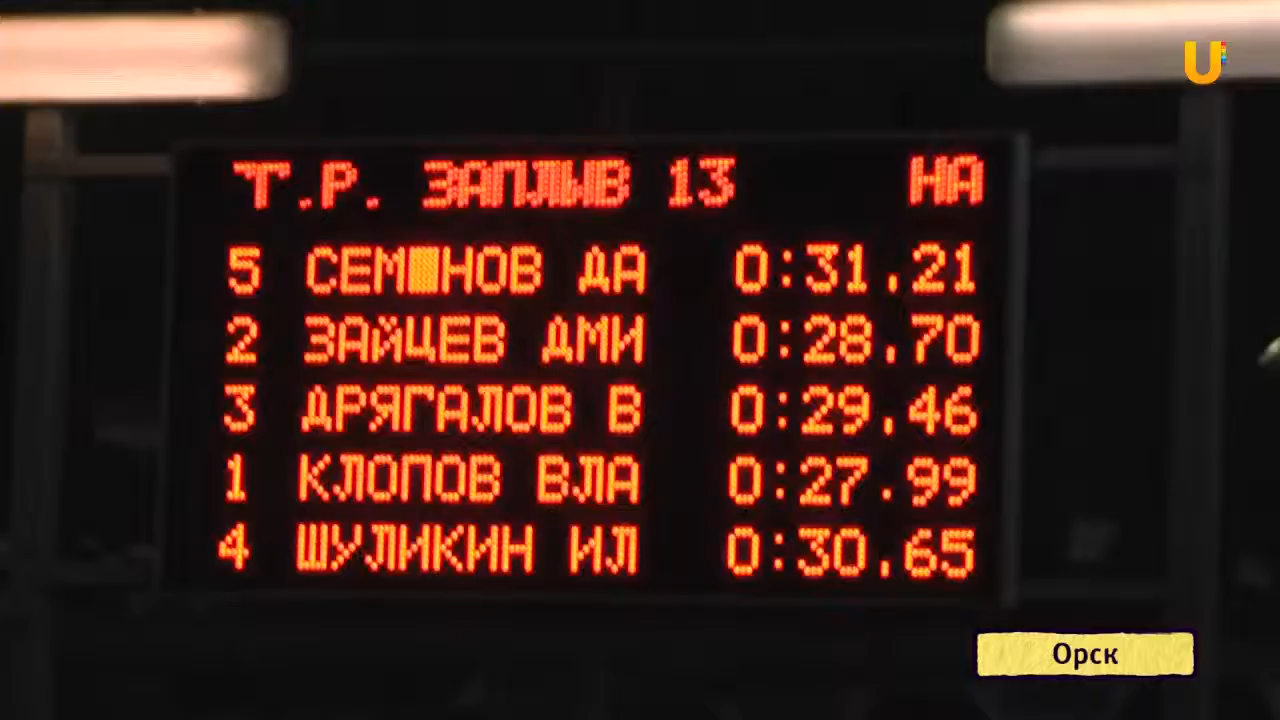 U
Т.Р. ЗАПЛЫВ 13 НА
5 СЕМ▒НОВ ДА 0:31.21
2 ЗАЙЦЕВ ДМИ 0:28.70
3 ДРЯГАЛОВ В 0:29.46
1 КЛОПОВ ВЛА 0:27.99
4 ШУЛИКИН ИЛ 0:30.65
Орск